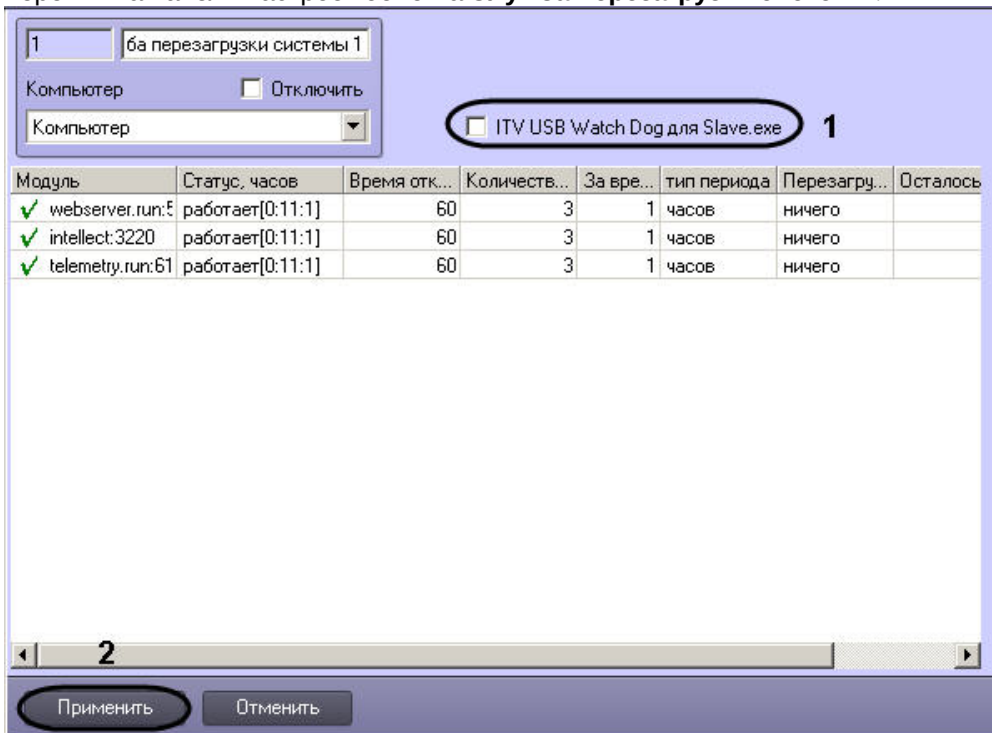 1
ба перезагрузки системы 1
Компьютер
Отключить
Компьютер
ITV USB Watch Dog для Slave.exe
1
Модуль Статус, часов Время отк... Количеств... За вре... тип периода Перезагру... Осталось
webserver.run:5 работает[0:11:1] 60 3 1 часов ничего
intellect:3220 работает[0:11:1] 60 3 1 часов ничего
telemetry.run:61 работает[0:11:1] 60 3 1 часов ничего
2
Применить Отменить